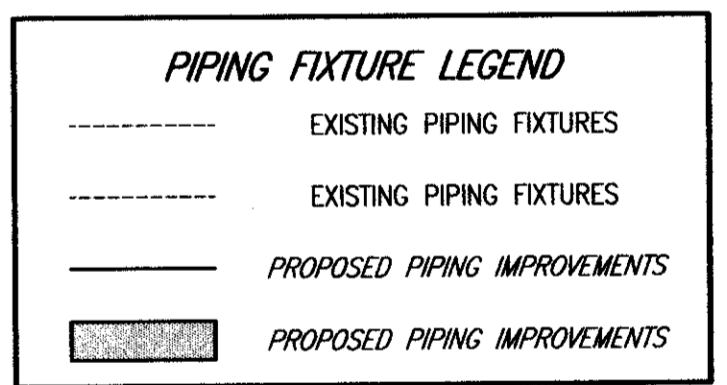 PIPING FIXTURE LEGEND
EXISTING PIPING FIXTURES
EXISTING PIPING FIXTURES
PROPOSED PIPING IMPROVEMENTS
PROPOSED PIPING IMPROVEMENTS